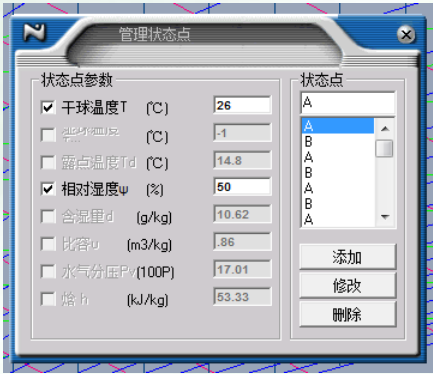 管理状态点
状态点参数
干球温度T (℃) 26
(℃) -1
露点温度Td (℃) 14.8
相对湿度ψ (%) 50
含湿量d (g/kg) 10.62
比容υ (m3/kg) .86
水气分压Pv(100P) 17.01
焓 h (kJ/kg) 53.33
状态点
A
A
B
A
B
A
B
A
添加
修改
删除